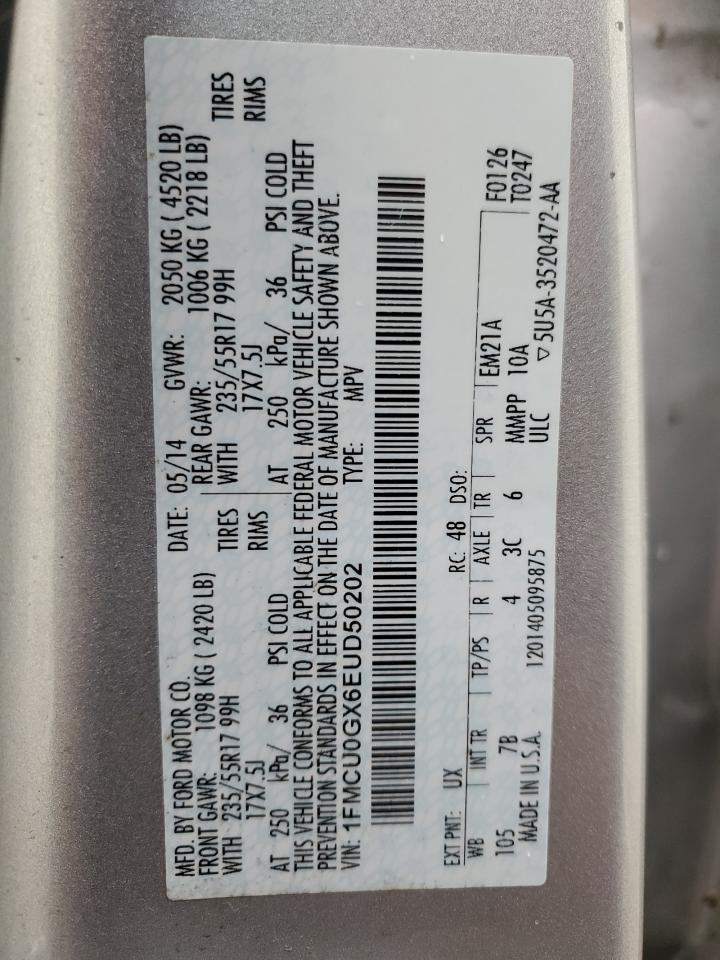 MFD. BY FORD MOTOR CO. DATE: 05/14 GVWR: 2050 KG ( 4520 LB)
FRONT GAWR: 1098 KG ( 2420 LB) REAR GAWR: 1006 KG ( 2218 LB)
WITH 235/55R17 99H TIRES WITH 235/55R17 99H TIRES
17X7.5J RIMS 17X7.5J RIMS
AT 250 kPa/ 36 PSI COLD AT 250 kPa/ 36 PSI COLD
THIS VEHICLE CONFORMS TO ALL APPLICABLE FEDERAL MOTOR VEHICLE SAFETY AND THEFT
PREVENTION STANDARDS IN EFFECT ON THE DATE OF MANUFACTURE SHOWN ABOVE.
VIN: 1FMCU0GX6EUD50202 TYPE: MPV
EXT PNT: UX RC: 48 DSO:
WB INT TR TP/PS R AXLE TR SPR EM21A F0126
105 7B 4 3C 6 MMPP 10A T0247
MADE IN U.S.A. 1201405095875 ULC ▽5U5A-3520472-AA